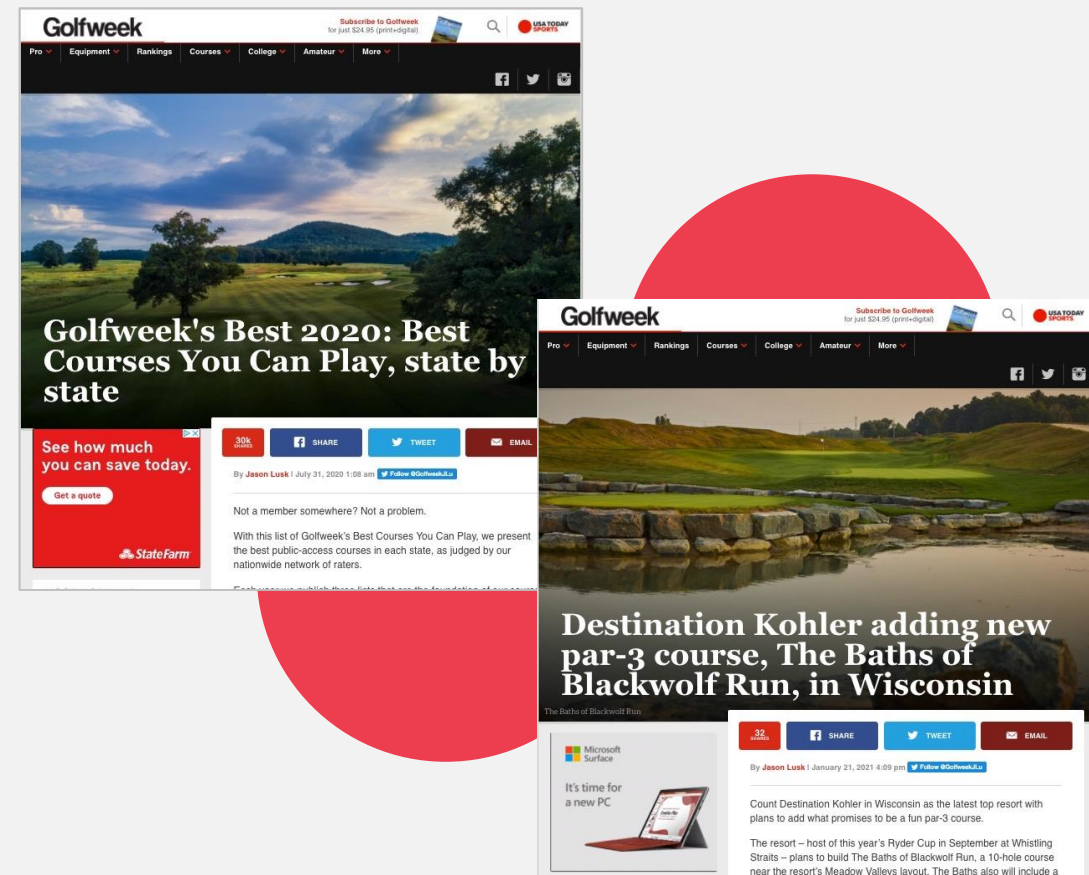 Golfweek
Subscribe to Golfweek
for just $24.95 (print+digital)
USA TODAY
SPORTS
Pro Equipment Rankings Courses College Amateur More
Golfweek's Best 2020: Best
Courses You Can Play, state by
state
See how much
you can save today.
Get a quote
StateFarm
30k
SHARES
SHARE
TWEET
EMAIL
By Jason Lusk | July 31, 2020 1:08 am Follow @GolfweekJLu
Not a member somewhere? Not a problem.
With this list of Golfweek's Best Courses You Can Play, we present
the best public-access courses in each state, as judged by our
nationwide network of raters.
Golfweek
Subscribe to Golfweek
for just $24.95 (print+digital)
USA TODAY
SPORTS
Pro Equipment Rankings Courses College Amateur More
Destination Kohler adding new
par-3 course, The Baths of
Blackwolf Run, in Wisconsin
The Baths of Blackwolf Run
Microsoft
Surface
It's time for
a new PC
32
SHARES
SHARE
TWEET
EMAIL
By Jason Lusk | January 21, 2021 4:09 pm Follow @GolfweekJLu
Count Destination Kohler in Wisconsin as the latest top resort with
plans to add what promises to be a fun par-3 course.
The resort – host of this year's Ryder Cup in September at Whistling
Straits – plans to build The Baths of Blackwolf Run, a 10-hole course
near the resort's Meadow Valleys layout. The Baths also will include a